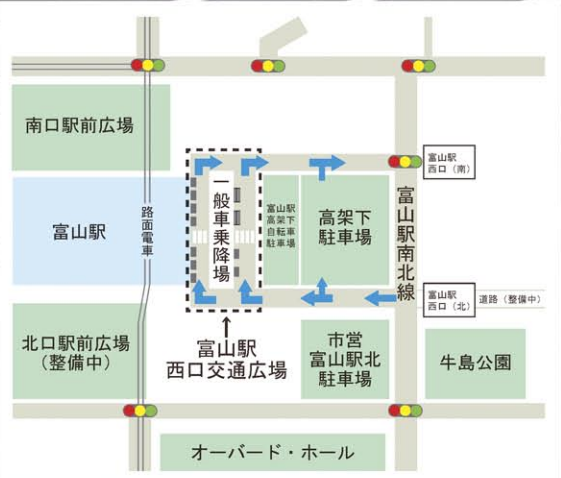 南口駅前広場
富山駅
西口（南）
富山駅
路面電車
一般車乗降場
富山駅
高架下
自転車
駐車場
高架下
駐車場
富山駅南北線
富山駅
西口（北）
道路（整備中）
北口駅前広場
（整備中）
富山駅
西口交通広場
市営
富山駅北
駐車場
牛島公園
オーバード・ホール